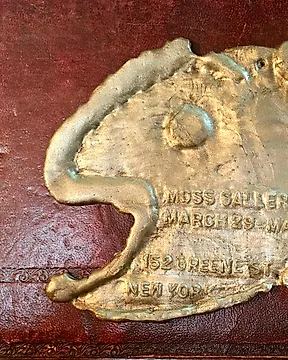 MOSS GALLER
MARCH 29-MA
152 GREENE ST.
NEW YORK